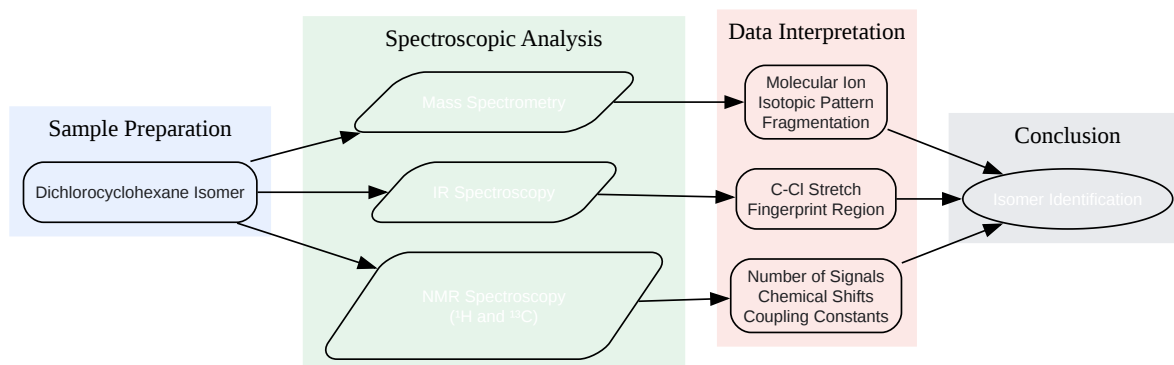 Sample Preparation
Dichlorocyclohexane Isomer
Spectroscopic Analysis
Mass Spectrometry
IR Spectroscopy
NMR Spectroscopy
(¹H and ¹³C)
Data Interpretation
Molecular Ion
Isotopic Pattern
Fragmentation
C-Cl Stretch
Fingerprint Region
Number of Signals
Chemical Shifts
Coupling Constants
Conclusion
Isomer Identification